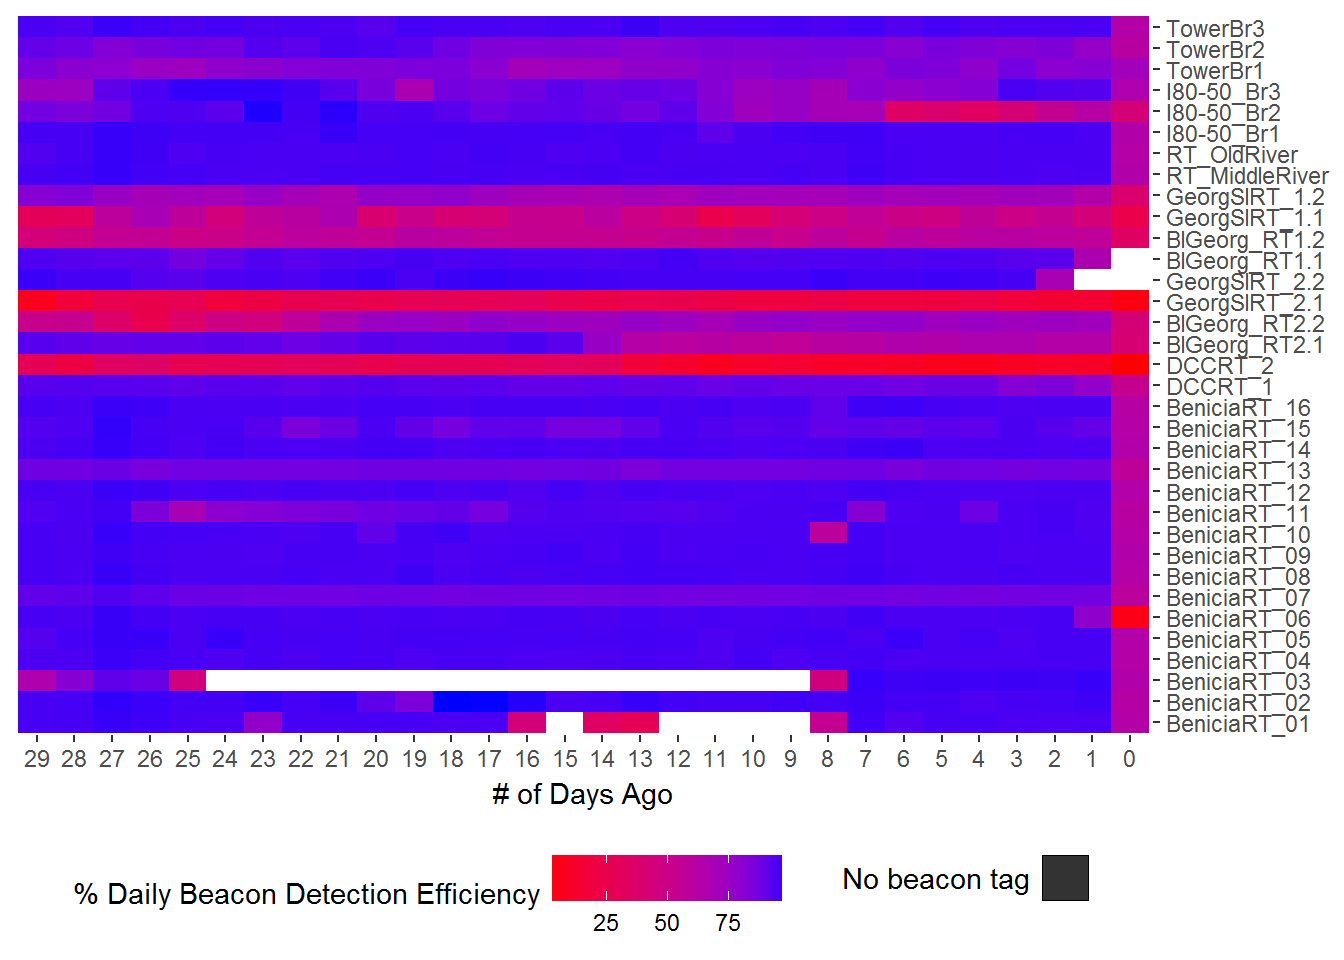 TowerBr3
TowerBr2
TowerBr1
I80-50_Br3
I80-50_Br2
I80-50_Br1
RT_OldRiver
RT_MiddleRiver
GeorgSlRT_1.2
GeorgSlRT_1.1
BlGeorg_RT1.2
BlGeorg_RT1.1
GeorgSlRT_2.2
GeorgSlRT_2.1
BlGeorg_RT2.2
BlGeorg_RT2.1
DCCRT_2
DCCRT_1
BeniciaRT_16
BeniciaRT_15
BeniciaRT_14
BeniciaRT_13
BeniciaRT_12
BeniciaRT_11
BeniciaRT_10
BeniciaRT_09
BeniciaRT_08
BeniciaRT_07
BeniciaRT_06
BeniciaRT_05
BeniciaRT_04
BeniciaRT_03
BeniciaRT_02
BeniciaRT_01
29 28 27 26 25 24 23 22 21 20 19 18 17 16 15 14 13 12 11 10 9 8 7 6 5 4 3 2 1 0
# of Days Ago
% Daily Beacon Detection Efficiency
25 50 75
No beacon tag